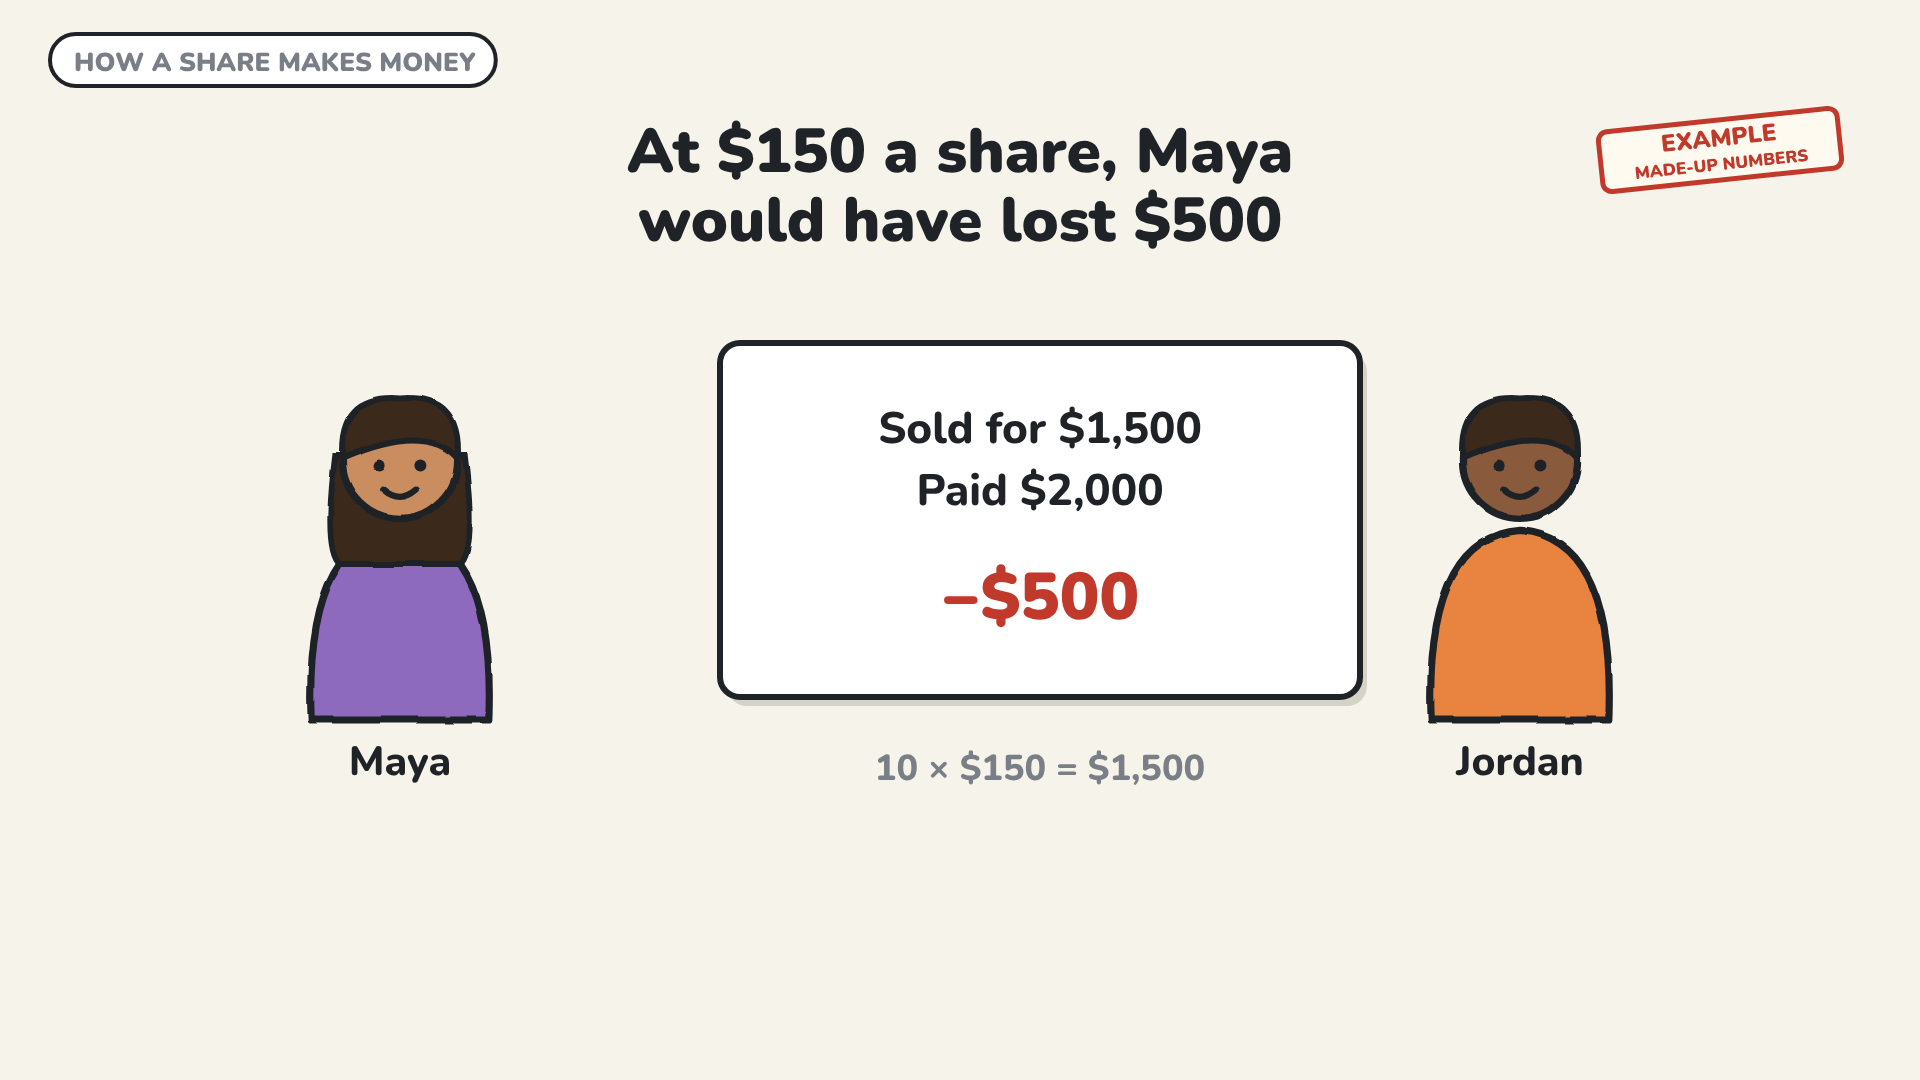 HOW A SHARE MAKES MONEY
At $150 a share, Maya
would have lost $500
EXAMPLE
MADE-UP NUMBERS
Sold for $1,500
Paid $2,000
–$500
10 × $150 = $1,500
Maya
Jordan